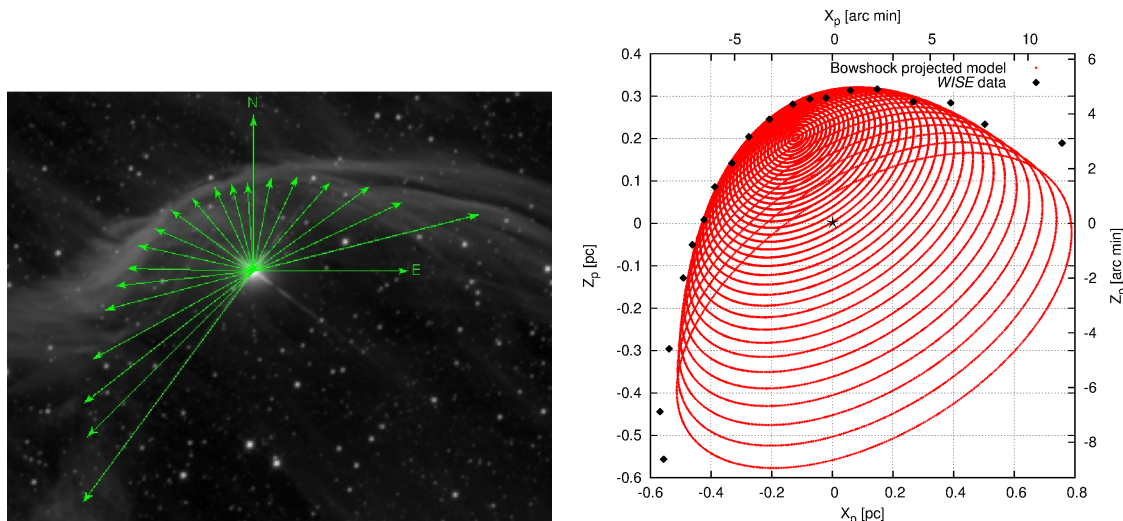 N
E
X_p [arc min]
-5 0 5 10
0.4
0.3
0.2
0.1
0
-0.1
-0.2
-0.3
-0.4
-0.5
-0.6
Z_p [pc]
Bowshock projected model
WISE data
6
4
2
0
-2
-4
-6
-8
Z_p [arc min]
-0.6 -0.4 -0.2 0 0.2 0.4 0.6 0.8
X_p [pc]